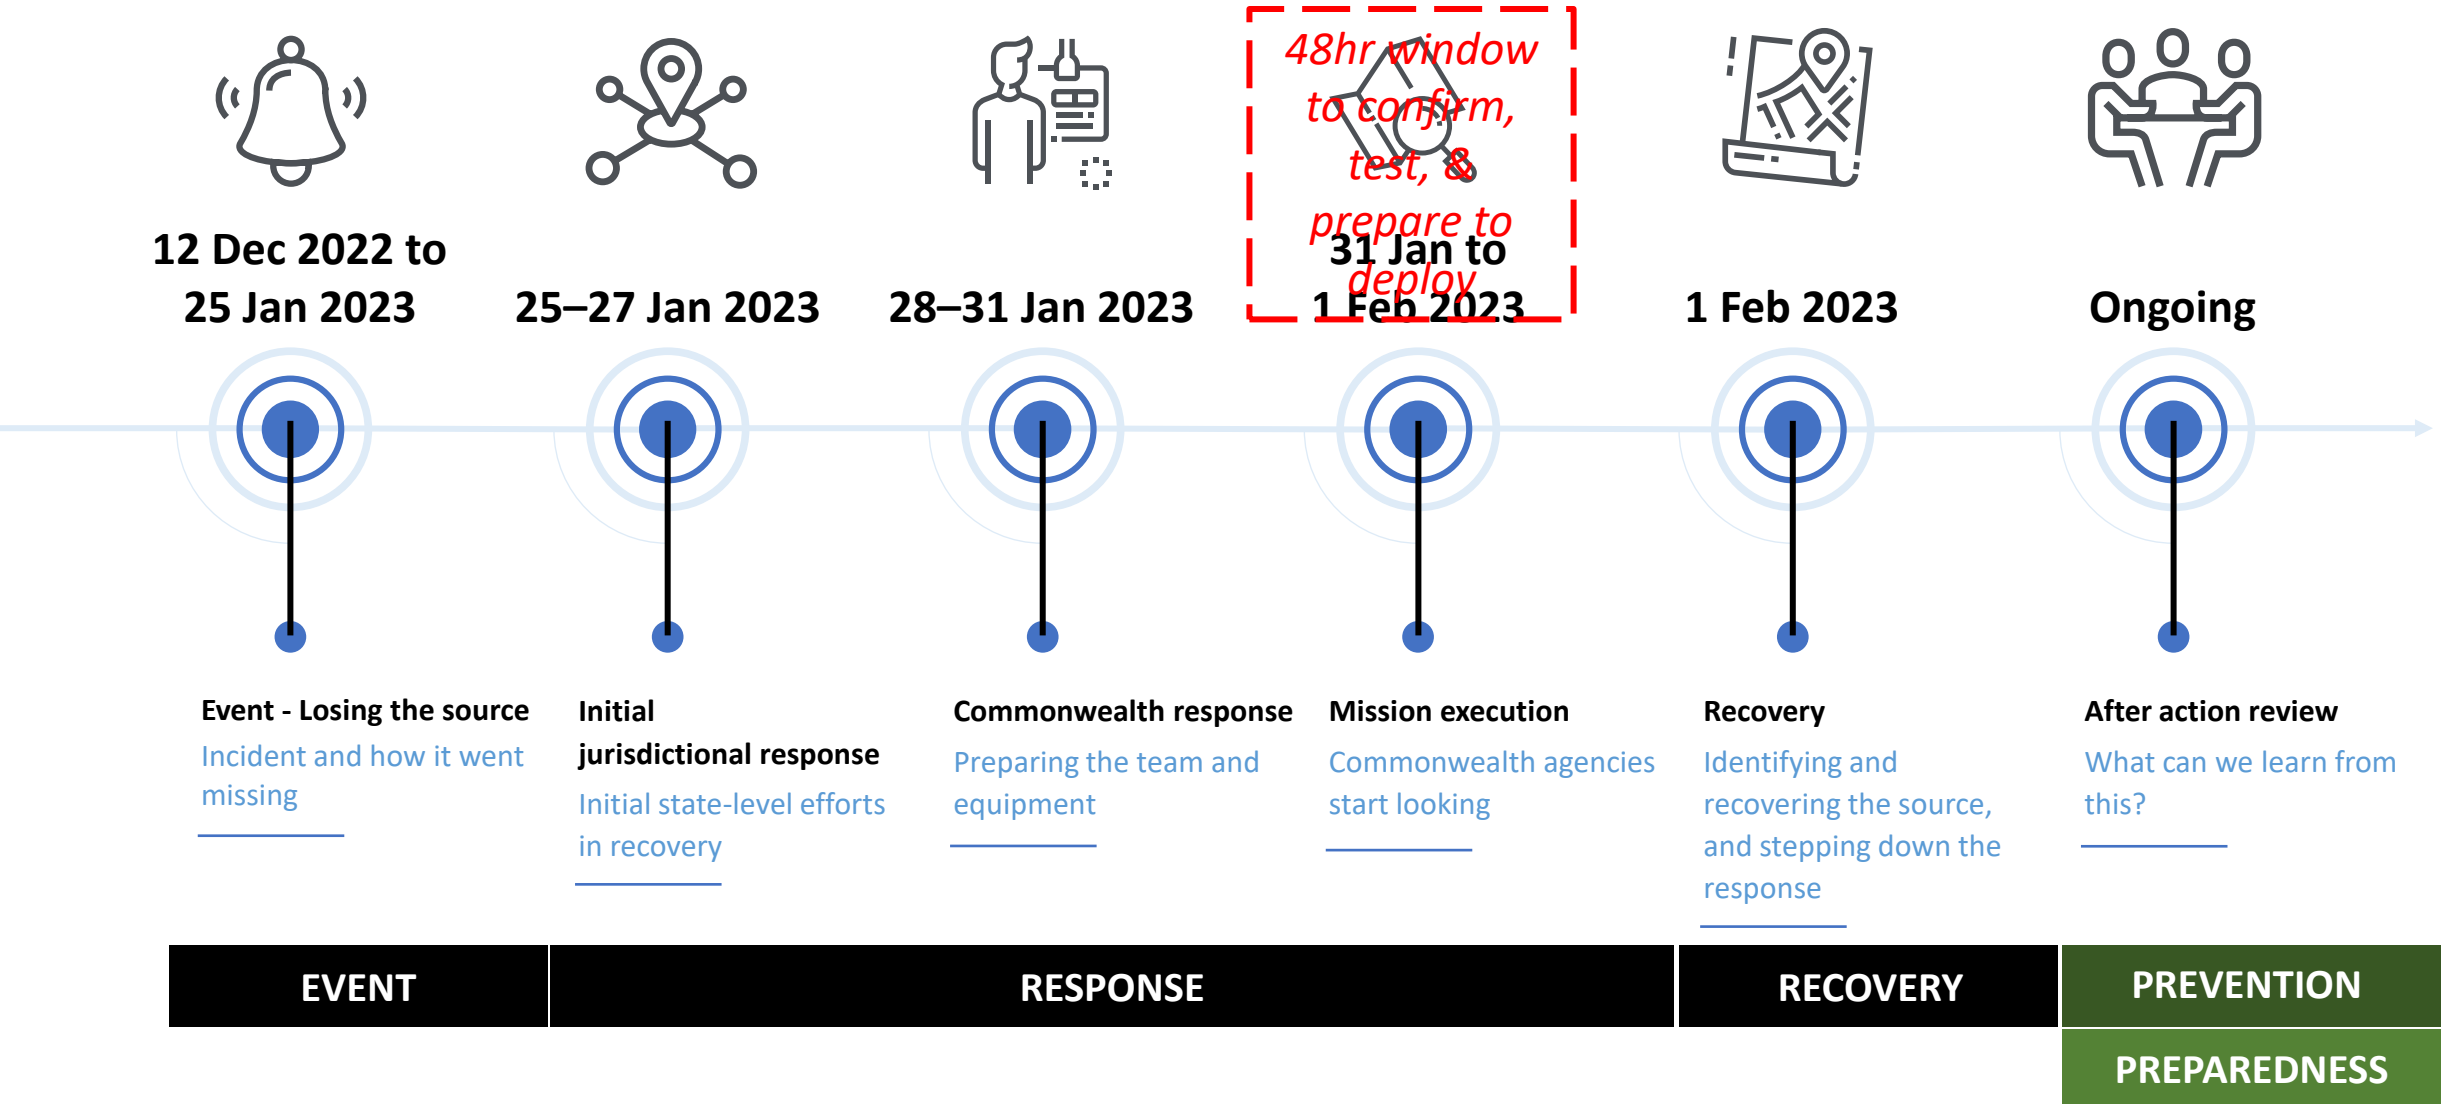 48hr window
to confirm,
test, &
prepare to
deploy
12 Dec 2022 to
25 Jan 2023
25–27 Jan 2023
28–31 Jan 2023
31 Jan to
1 Feb 2023
1 Feb 2023
Ongoing
Event - Losing the source
Incident and how it went
missing
Initial
jurisdictional response
Initial state-level efforts
in recovery
Commonwealth response
Preparing the team and
equipment
Mission execution
Commonwealth agencies
start looking
Recovery
Identifying and
recovering the source,
and stepping down the
response
After action review
What can we learn from
this?
EVENT
RESPONSE
RECOVERY
PREVENTION
PREPAREDNESS